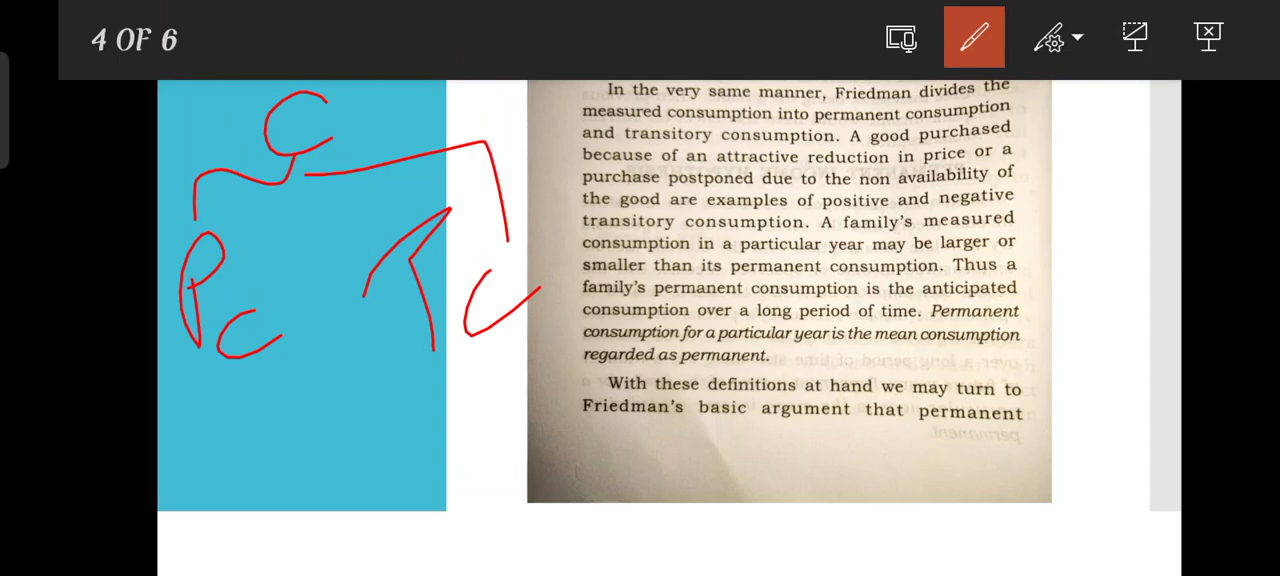 4 OF 6
C
PC
TC
In the very same manner, Friedman divides the
measured consumption into permanent consumption
and transitory consumption. A good purchased
because of an attractive reduction in price or a
purchase postponed due to the non availability of
the good are examples of positive and negative
transitory consumption. A family's measured
consumption in a particular year may be larger or
smaller than its permanent consumption. Thus a
family's permanent consumption is the anticipated
consumption over a long period of time. Permanent
consumption for a particular year is the mean consumption
regarded as permanent.
With these definitions at hand we may turn to
Friedman's basic argument that permanent